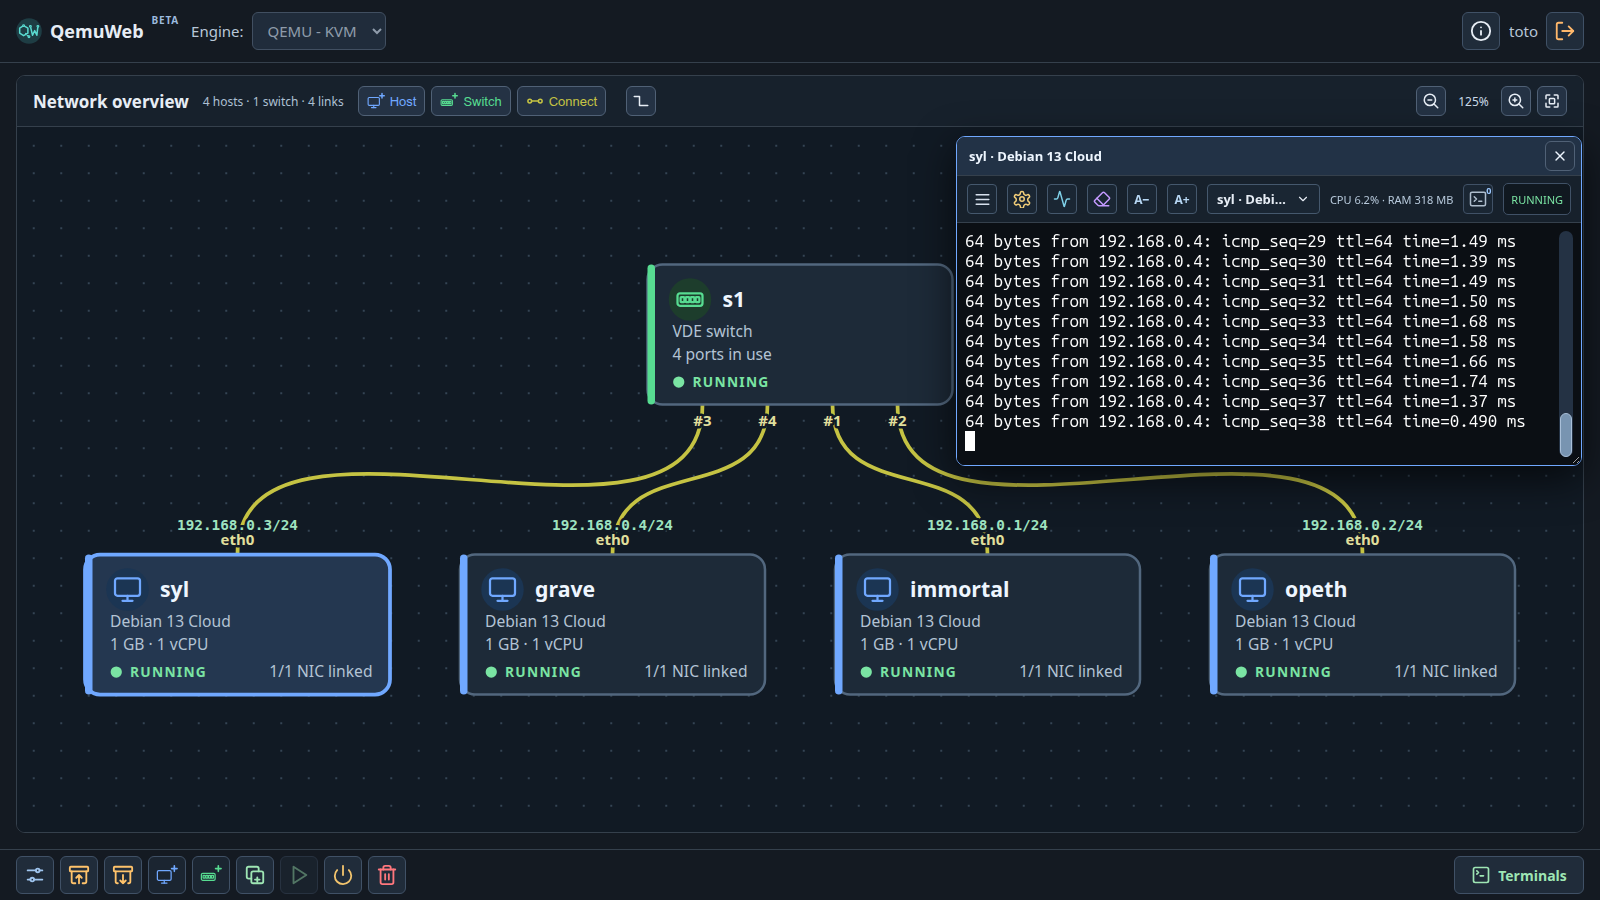 QW QemuWeb BETA Engine: QEMU - KVM toto
Network overview 4 hosts · 1 switch · 4 links Host Switch Connect 125%
syl · Debian 13 Cloud
A− A+ syl · Debi... CPU 6.2% · RAM 318 MB 0 RUNNING
64 bytes from 192.168.0.4: icmp_seq=29 ttl=64 time=1.49 ms
64 bytes from 192.168.0.4: icmp_seq=30 ttl=64 time=1.39 ms
64 bytes from 192.168.0.4: icmp_seq=31 ttl=64 time=1.49 ms
64 bytes from 192.168.0.4: icmp_seq=32 ttl=64 time=1.50 ms
64 bytes from 192.168.0.4: icmp_seq=33 ttl=64 time=1.68 ms
64 bytes from 192.168.0.4: icmp_seq=34 ttl=64 time=1.58 ms
64 bytes from 192.168.0.4: icmp_seq=35 ttl=64 time=1.66 ms
64 bytes from 192.168.0.4: icmp_seq=36 ttl=64 time=1.74 ms
64 bytes from 192.168.0.4: icmp_seq=37 ttl=64 time=1.37 ms
64 bytes from 192.168.0.4: icmp_seq=38 ttl=64 time=0.490 ms
s1
VDE switch
4 ports in use
RUNNING
#3 #4 #1 #2
192.168.0.3/24
eth0
syl
Debian 13 Cloud
1 GB · 1 vCPU
RUNNING 1/1 NIC linked
192.168.0.4/24
eth0
grave
Debian 13 Cloud
1 GB · 1 vCPU
RUNNING 1/1 NIC linked
192.168.0.1/24
eth0
immortal
Debian 13 Cloud
1 GB · 1 vCPU
RUNNING 1/1 NIC linked
192.168.0.2/24
eth0
opeth
Debian 13 Cloud
1 GB · 1 vCPU
RUNNING 1/1 NIC linked
Terminals